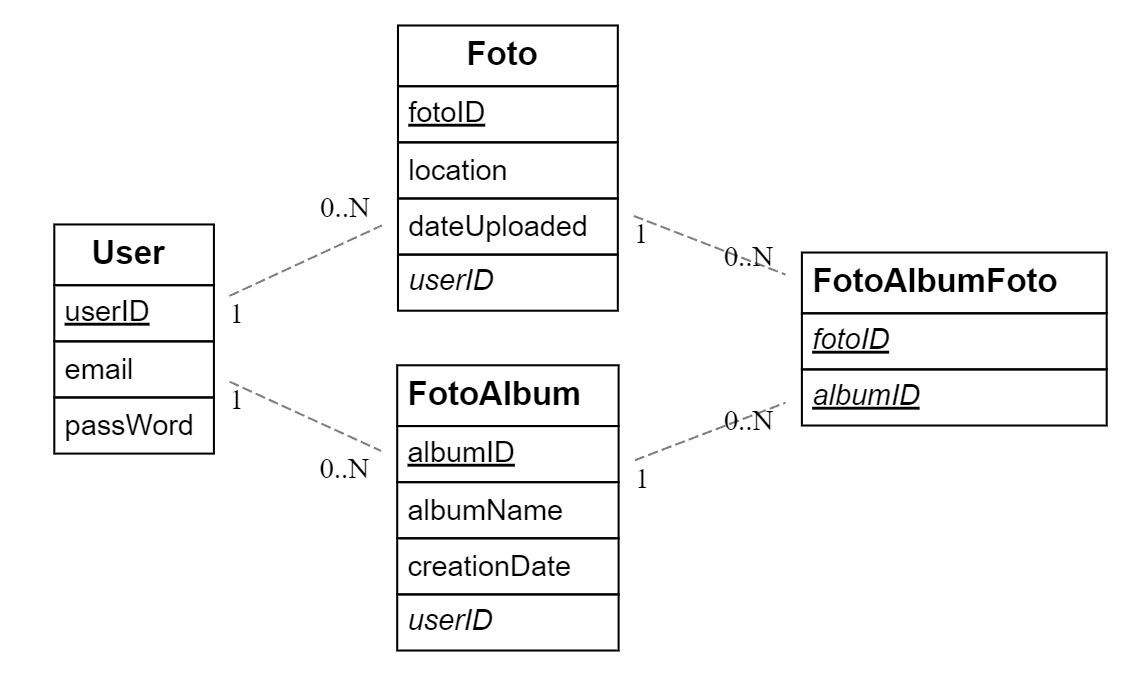 Foto
fotoID
location
dateUploaded
userID
0..N
1
User
userID
email
passWord
1
1
0..N
0..N
FotoAlbumFoto
fotoID
albumID
FotoAlbum
albumID
albumName
creationDate
userID
0..N
0..N
1